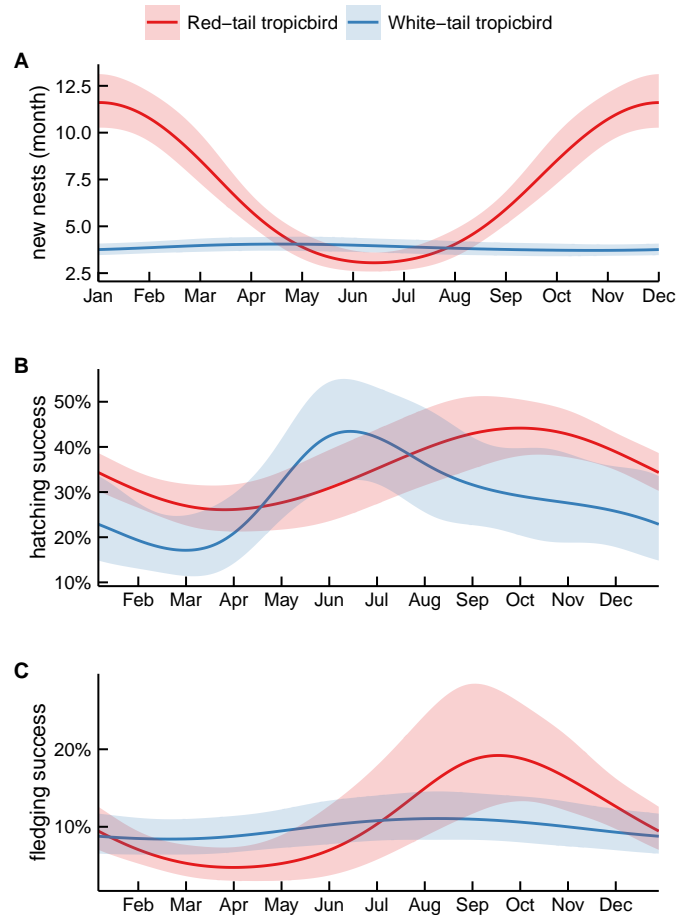 Red−tail tropicbird White−tail tropicbird
A
new nests (month)
12.5
10.0
7.5
5.0
2.5
Jan Feb Mar Apr May Jun Jul Aug Sep Oct Nov Dec
B
hatching success
50%
40%
30%
20%
10%
Feb Mar Apr May Jun Jul Aug Sep Oct Nov Dec
C
fledging success
20%
10%
Feb Mar Apr May Jun Jul Aug Sep Oct Nov Dec